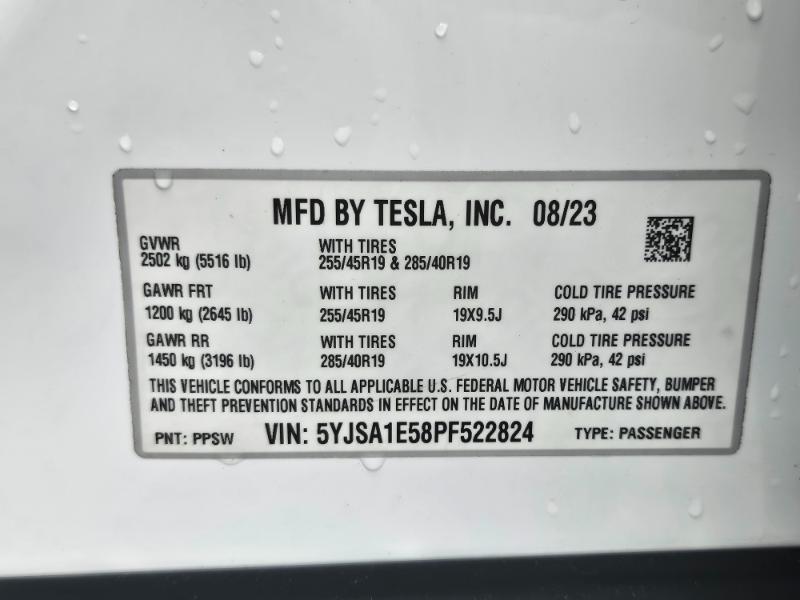 MFD BY TESLA, INC. 08/23
GVWR WITH TIRES
2502 kg (5516 lb) 255/45R19 & 285/40R19
GAWR FRT WITH TIRES RIM COLD TIRE PRESSURE
1200 kg (2645 lb) 255/45R19 19X9.5J 290 kPa, 42 psi
GAWR RR WITH TIRES RIM COLD TIRE PRESSURE
1450 kg (3196 lb) 285/40R19 19X10.5J 290 kPa, 42 psi
THIS VEHICLE CONFORMS TO ALL APPLICABLE U.S. FEDERAL MOTOR VEHICLE SAFETY, BUMPER
AND THEFT PREVENTION STANDARDS IN EFFECT ON THE DATE OF MANUFACTURE SHOWN ABOVE.
PNT: PPSW VIN: 5YJSA1E58PF522824 TYPE: PASSENGER